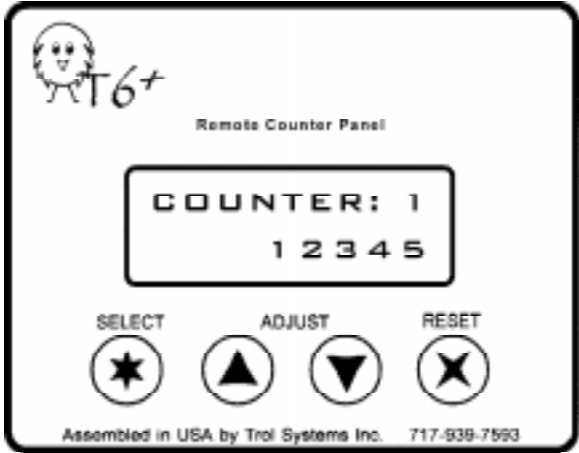 T6+
Remote Counter Panel
COUNTER: 1
12345
SELECT ADJUST RESET
Assembled in USA by Trol Systems Inc. 717-939-7593